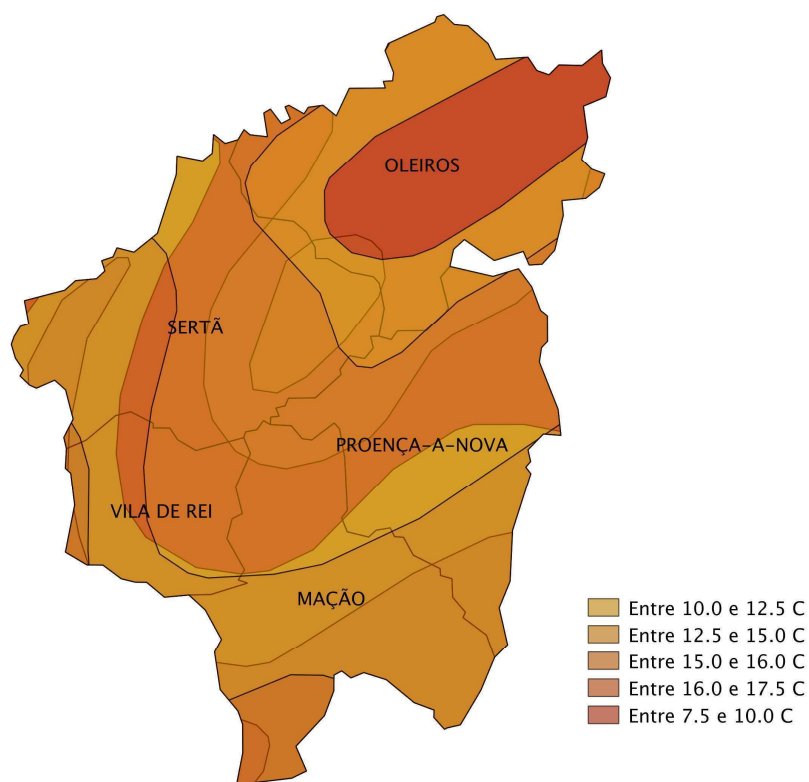 OLEIROS
SERTÃ
PROENÇA-A-NOVA
VILA DE REI
MAÇÃO
Entre 10.0 e 12.5 C
Entre 12.5 e 15.0 C
Entre 15.0 e 16.0 C
Entre 16.0 e 17.5 C
Entre 7.5 e 10.0 C